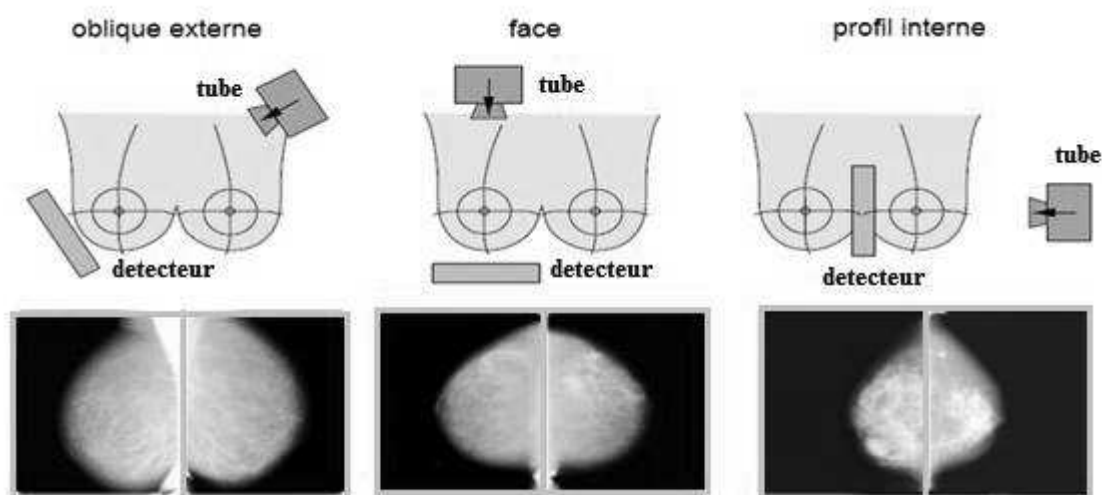 oblique externe
face
profil interne
tube
tube
tube
detecteur
detecteur
detecteur